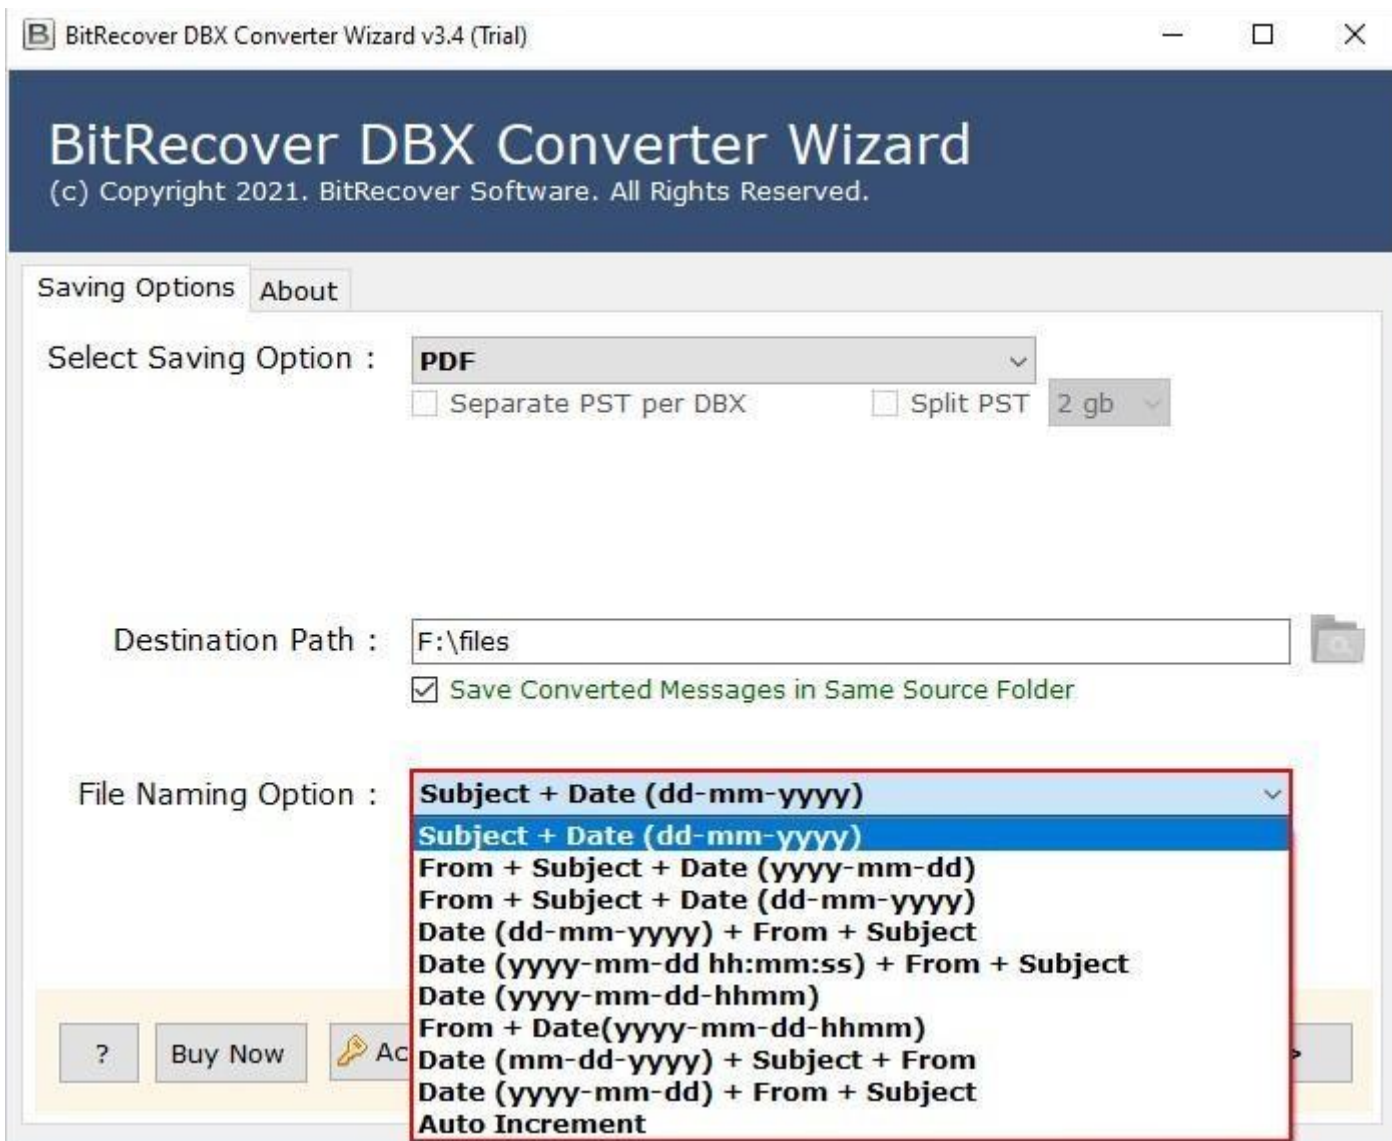 BitRecover DBX Converter Wizard v3.4 (Trial)
BitRecover DBX Converter Wizard
(c) Copyright 2021. BitRecover Software. All Rights Reserved.
Saving Options About
Select Saving Option : PDF
Separate PST per DBX Split PST 2 gb
Destination Path : F:\files
Save Converted Messages in Same Source Folder
File Naming Option : Subject + Date (dd-mm-yyyy)
Subject + Date (dd-mm-yyyy)
From + Subject + Date (yyyy-mm-dd)
From + Subject + Date (dd-mm-yyyy)
Date (dd-mm-yyyy) + From + Subject
Date (yyyy-mm-dd hh:mm:ss) + From + Subject
Date (yyyy-mm-dd-hhmm)
From + Date(yyyy-mm-dd-hhmm)
Date (mm-dd-yyyy) + Subject + From
Date (yyyy-mm-dd) + From + Subject
Auto Increment
? Buy Now